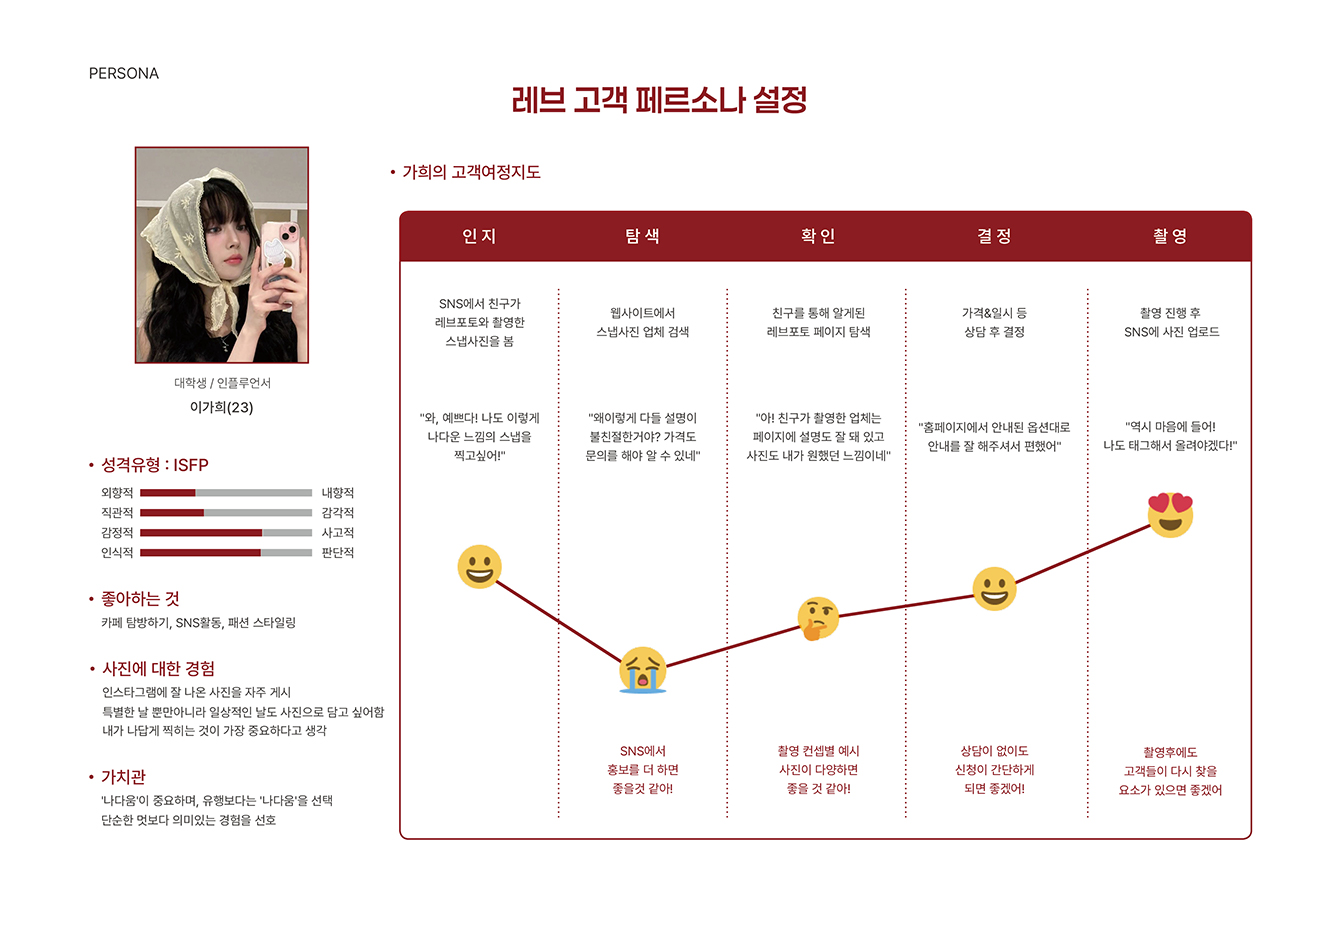 PERSONA
레브 고객 페르소나 설정
대학생 / 인플루언서
이가희(23)
• 성격유형 : ISFP
외향적 내향적
직관적 감각적
감정적 사고적
인식적 판단적
• 좋아하는 것
카페 탐방하기, SNS활동, 패션 스타일링
• 사진에 대한 경험
인스타그램에 잘 나온 사진을 자주 게시
특별한 날 뿐만아니라 일상적인 날도 사진으로 담고 싶어함
내가 나답게 찍히는 것이 가장 중요하다고 생각
• 가치관
'나다움'이 중요하며, 유행보다는 '나다움'을 선택
단순한 멋보다 의미있는 경험을 선호
• 가희의 고객여정지도
인지
SNS에서 친구가
레브포토와 촬영한
스냅사진을 봄
"와, 예쁘다! 나도 이렇게
나다운 느낌의 스냅을
찍고싶어!"
탐색
웹사이트에서
스냅사진 업체 검색
"왜이렇게 다들 설명이
불친절한거야? 가격도
문의를 해야 알 수 있네"
SNS에서
홍보를 더 하면
좋을것 같아!
확인
친구를 통해 알게된
레브포토 페이지 탐색
"아! 친구가 촬영한 업체는
페이지에 설명도 잘 돼 있고
사진도 내가 원했던 느낌이네"
촬영 컨셉별 예시
사진이 다양하면
좋을 것 같아!
결정
가격&일시 등
상담 후 결정
"홈페이지에서 안내된 옵션대로
안내를 잘 해주셔서 편했어"
상담이 없이도
신청이 간단하게
되면 좋겠어!
촬영
촬영 진행 후
SNS에 사진 업로드
"역시 마음에 들어!
나도 태그해서 올려야겠다!"
촬영후에도
고객들이 다시 찾을
요소가 있으면 좋겠어